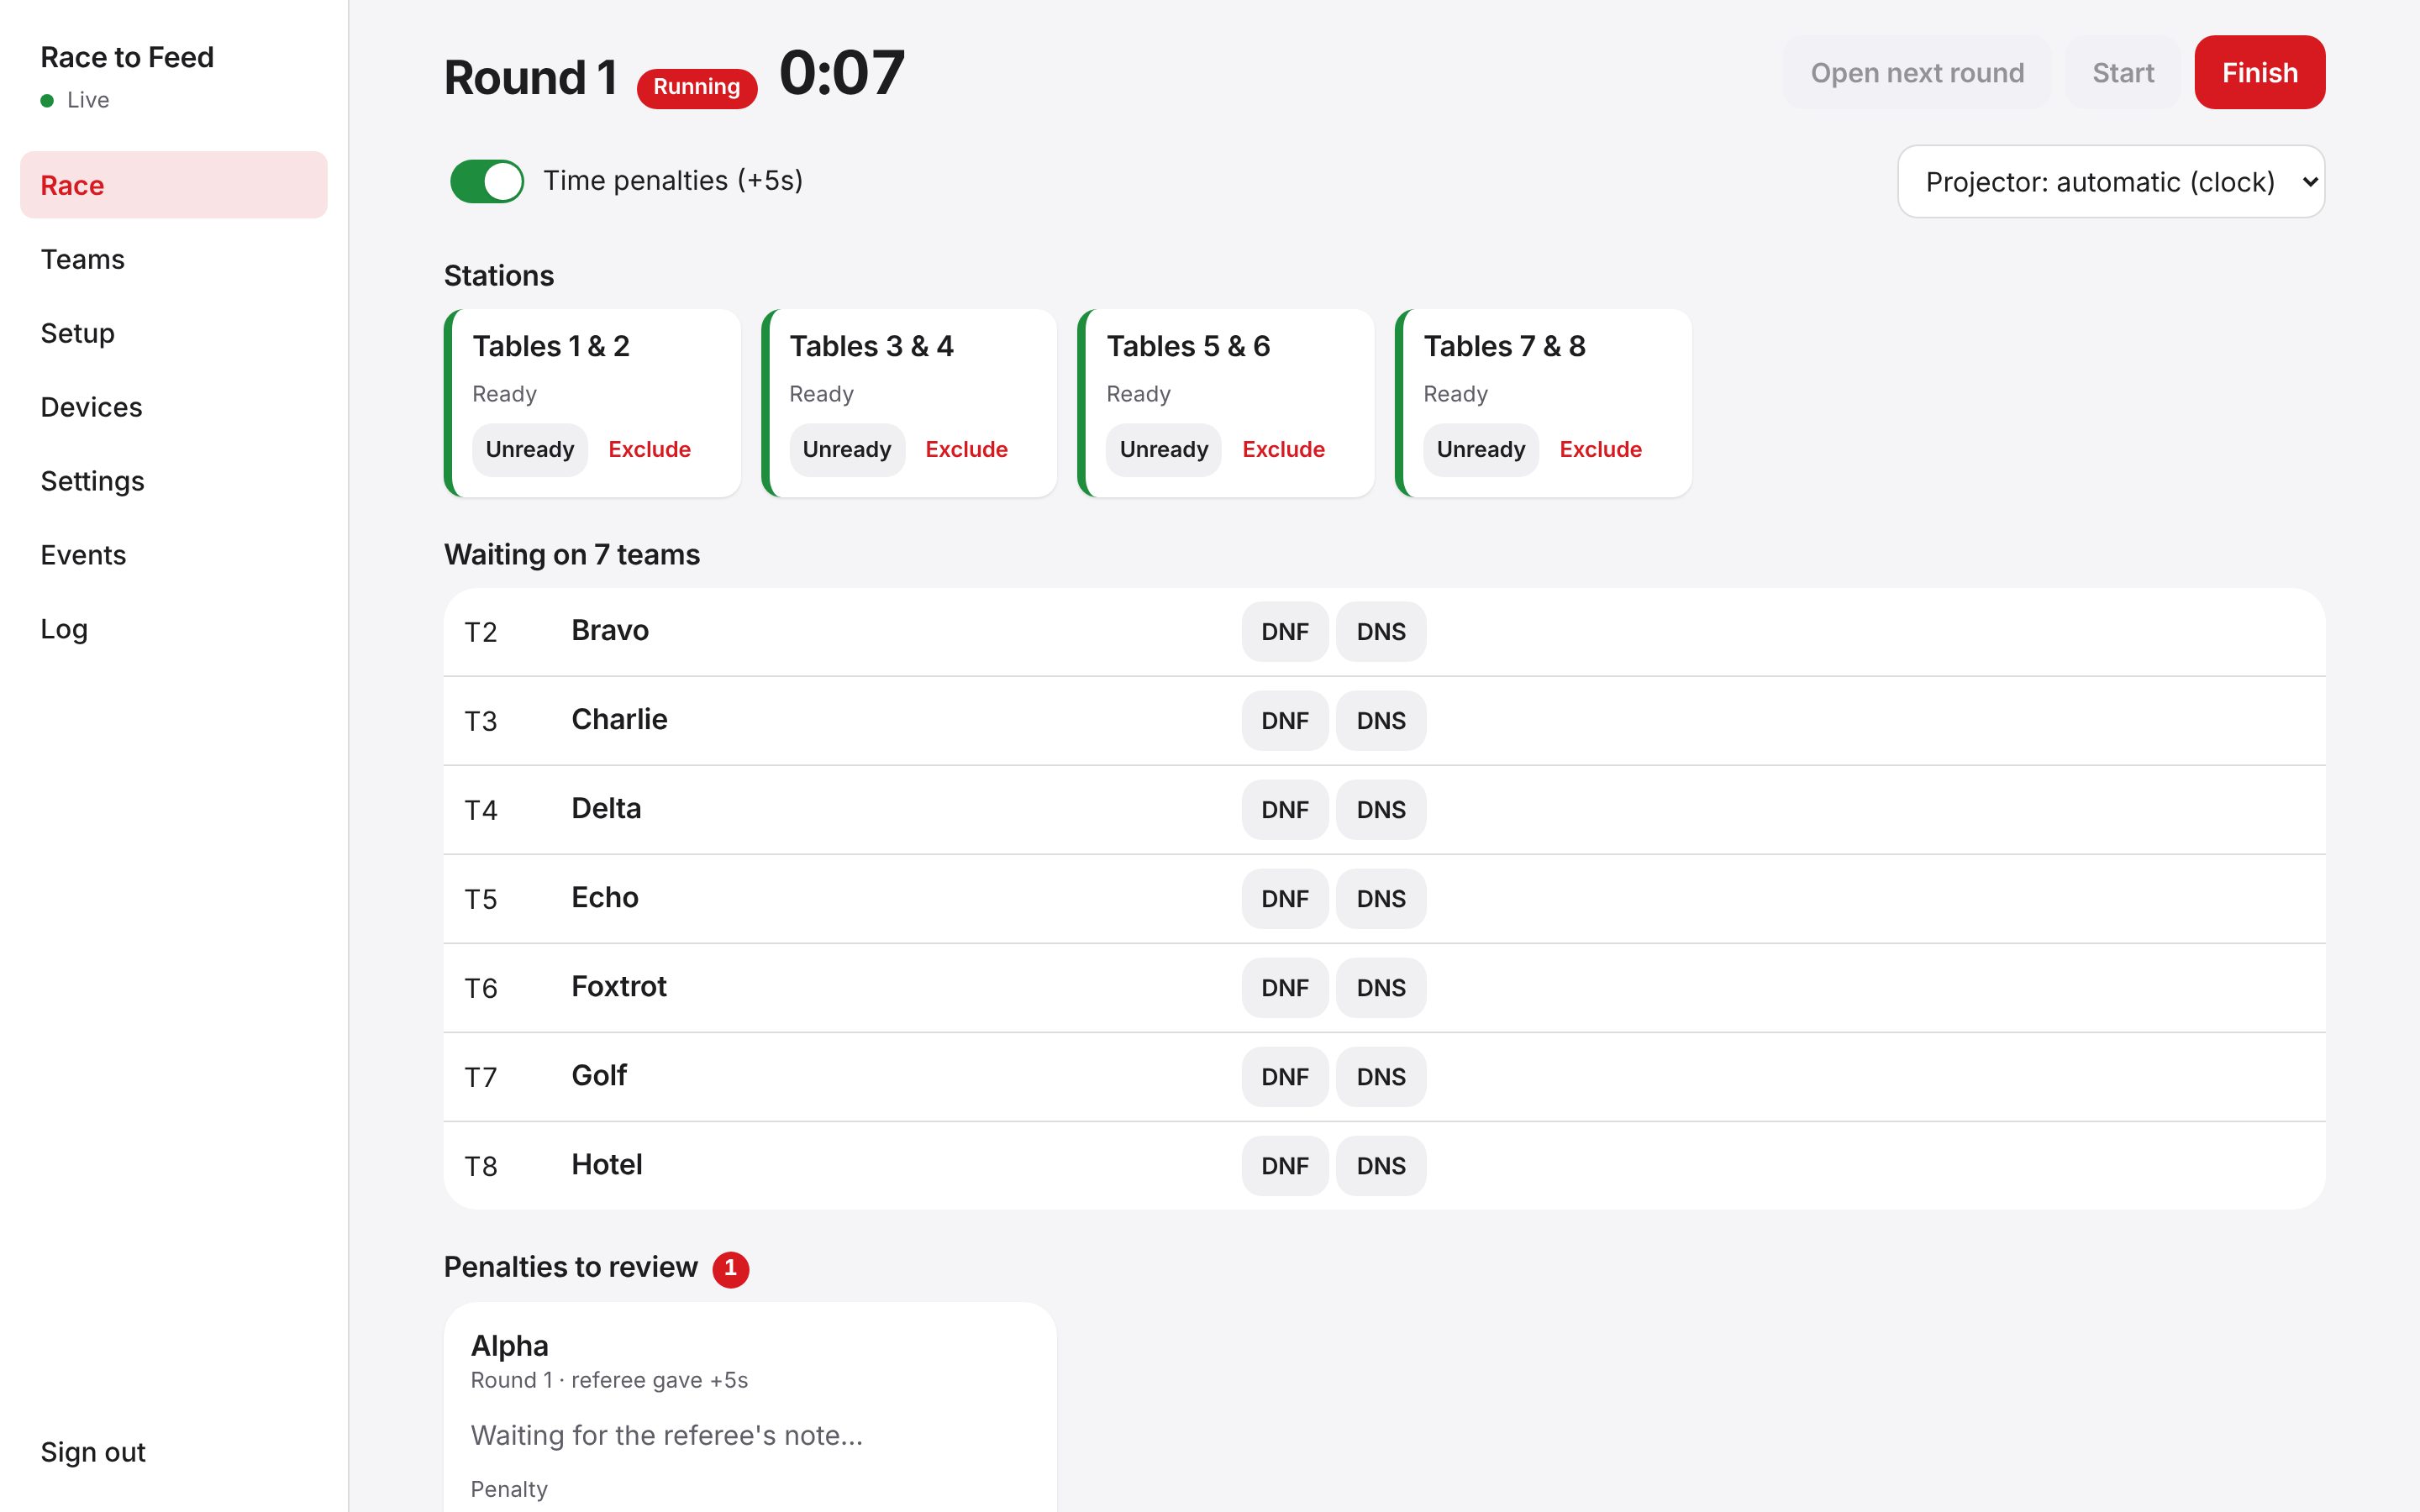 Race to Feed
Live
Race
Teams
Setup
Devices
Settings
Events
Log
Sign out
Round 1 Running 0:07
Open next round Start Finish
Time penalties (+5s)
Projector: automatic (clock)
Stations
Tables 1 & 2
Ready
Unready Exclude
Tables 3 & 4
Ready
Unready Exclude
Tables 5 & 6
Ready
Unready Exclude
Tables 7 & 8
Ready
Unready Exclude
Waiting on 7 teams
T2 Bravo DNF DNS
T3 Charlie DNF DNS
T4 Delta DNF DNS
T5 Echo DNF DNS
T6 Foxtrot DNF DNS
T7 Golf DNF DNS
T8 Hotel DNF DNS
Penalties to review 1
Alpha
Round 1 · referee gave +5s
Waiting for the referee's note...
Penalty